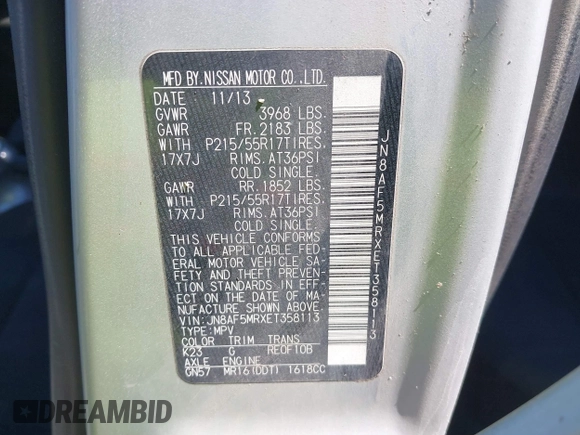 MFD BY NISSAN MOTOR CO.,LTD.
DATE 11/13
GVWR 3968 LBS.
GAWR FR. 2183 LBS.
WITH P215/55R17TIRES,
17X7J RIMS. AT36PSI
COLD SINGLE.
GAWR RR. 1852 LBS.
WITH P215/55R17TIRES.
17X7J RIMS. AT36PSI
COLD SINGLE.
THIS VEHICLE CONFORMS
TO ALL APPLICABLE FED-
ERAL MOTOR VEHICLE SA-
FETY AND THEFT PREVEN-
TION STANDARDS IN EFF-
ECT ON THE DATE OF MA-
NUFACTURE SHOWN ABOVE
VIN:JN8AF5MRXET358113
TYPE:MPV
COLOR TRIM TRANS
K23 G REOFT0B
AXLE ENGINE
GN57 MR16(DDT) 1618CC
JN8AF5MRXET358113
DREAMBID
DREAMBID